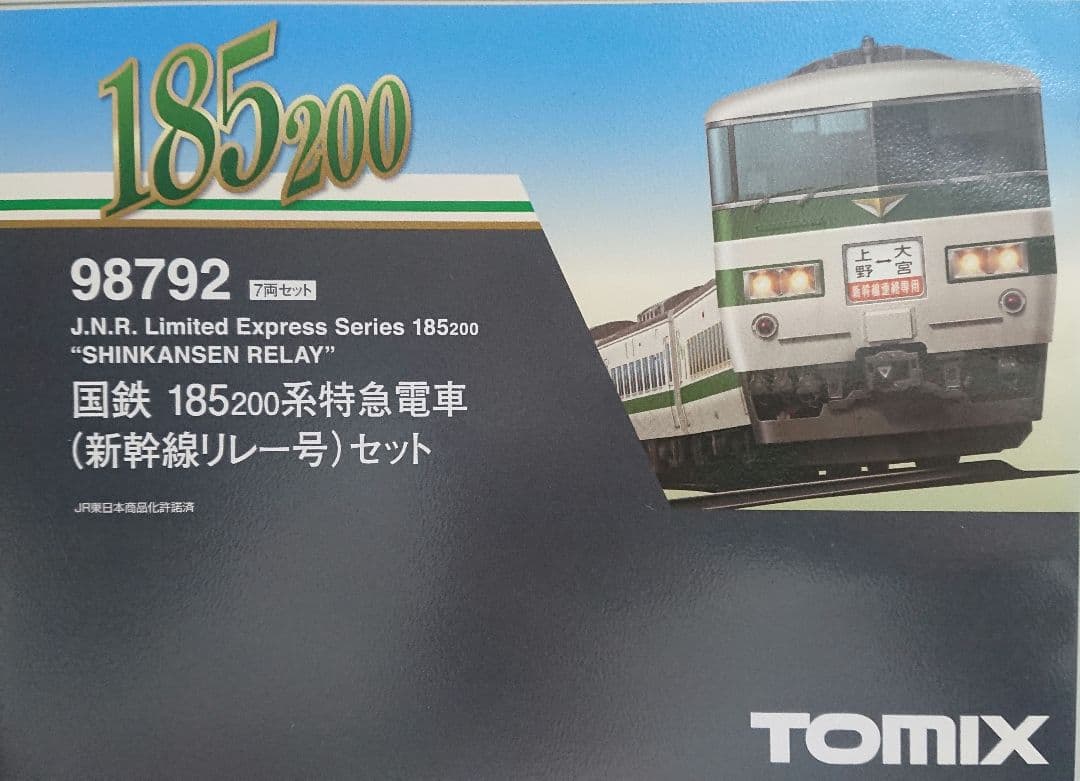 185200
98792 7両セット
J.N.R. Limited Express Series 185200
“SHINKANSEN RELAY”
国鉄 185200系特急電車
(新幹線リレー号)セット
JR東日本商品化許諾済
上野ー大宮
新幹線連絡専用
TOMIX